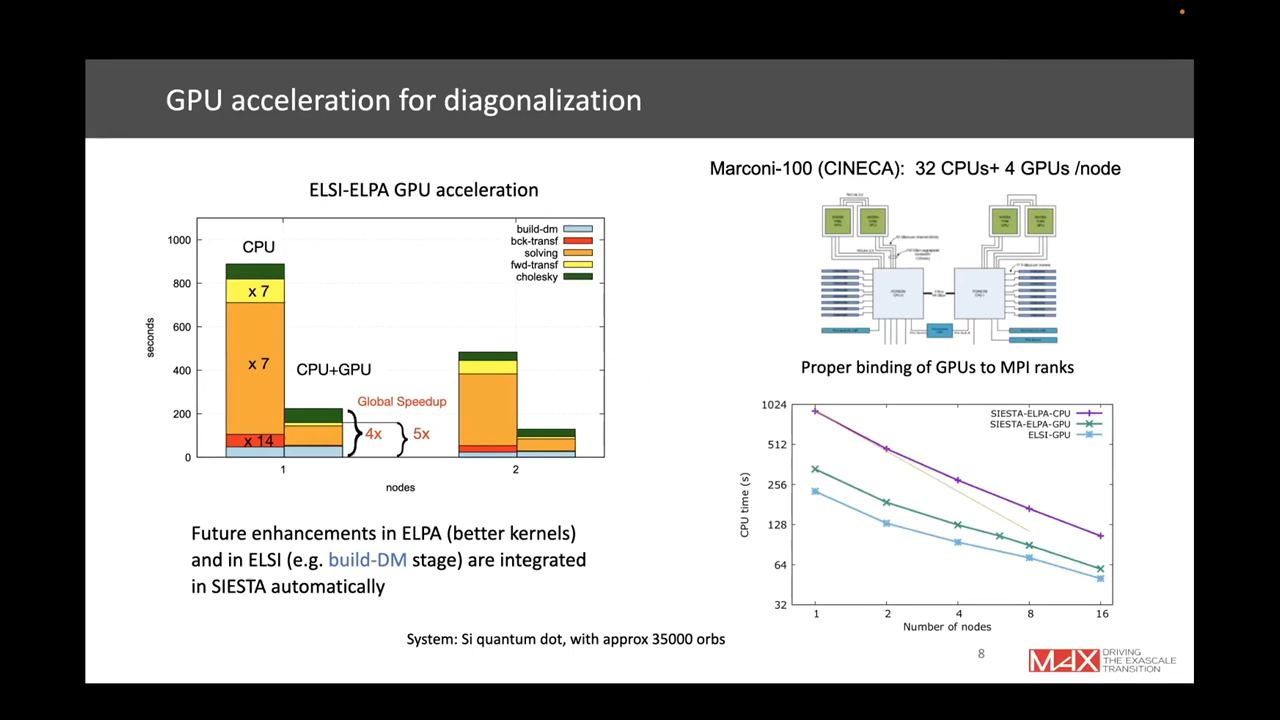 GPU acceleration for diagonalization
ELSI-ELPA GPU acceleration
build-dm
bck-transf
solving
fwd-transf
cholesky
seconds
1000
800
600
400
200
0
CPU
x 7
x 7
x 14
CPU+GPU
Global Speedup
4x
5x
1
2
nodes
Future enhancements in ELPA (better kernels)
and in ELSI (e.g. build-DM stage) are integrated
in SIESTA automatically
Marconi-100 (CINECA): 32 CPUs+ 4 GPUs /node
Proper binding of GPUs to MPI ranks
SIESTA-ELPA-CPU
SIESTA-ELPA-GPU
ELSI-GPU
CPU time (s)
1024
512
256
128
64
32
1
2
4
8
16
Number of nodes
System: Si quantum dot, with approx 35000 orbs
8
MAX DRIVING
THE EXASCALE
TRANSITION